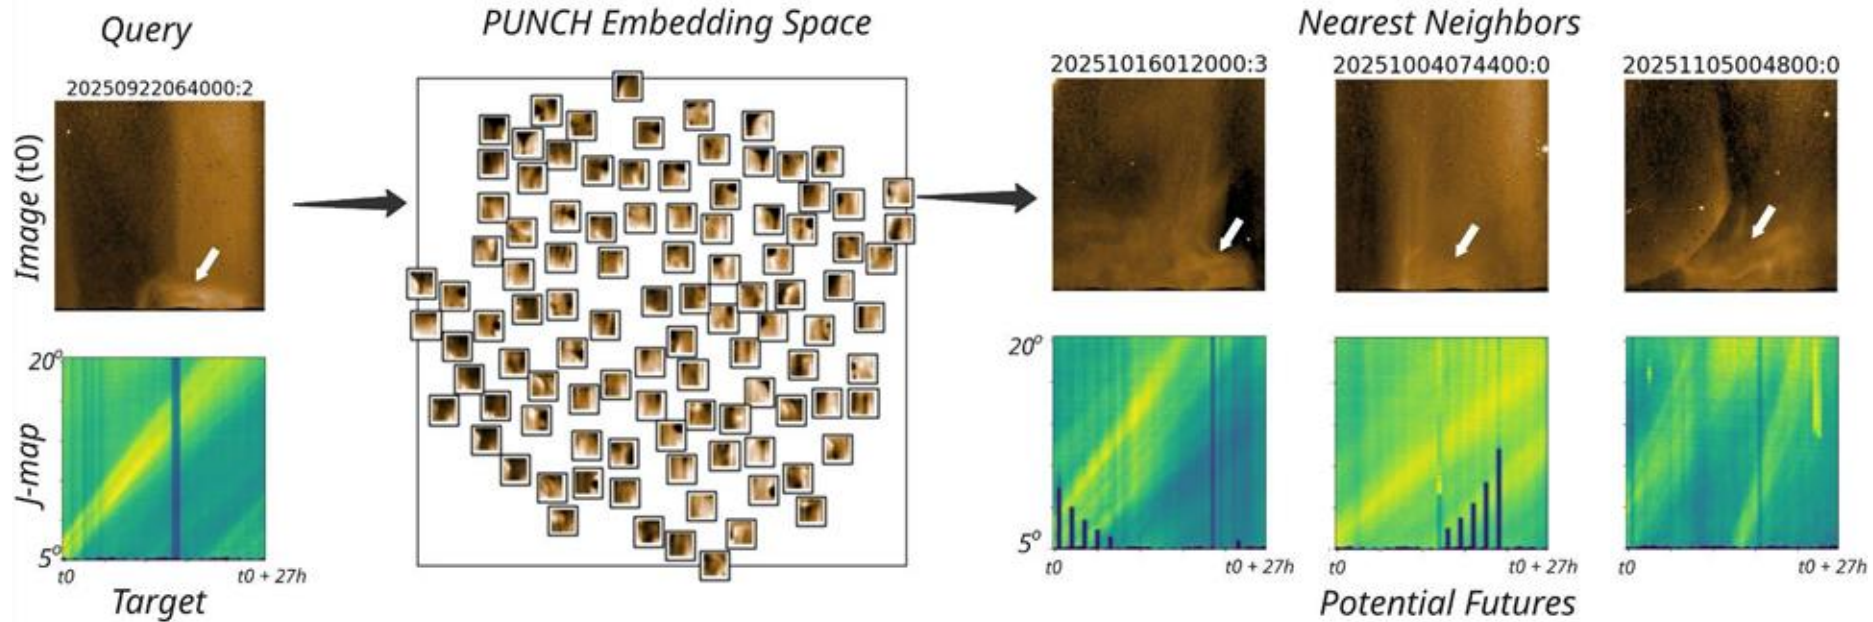 Query
PUNCH Embedding Space
Nearest Neighbors
20250922064000:2
20251016012000:3
20251004074400:0
20251105004800:0
Image (t0)
J-map
20°
5°
t0
t0 + 27h
Target
20°
5°
t0
t0 + 27h
t0
t0 + 27h
t0
t0 + 27h
Potential Futures